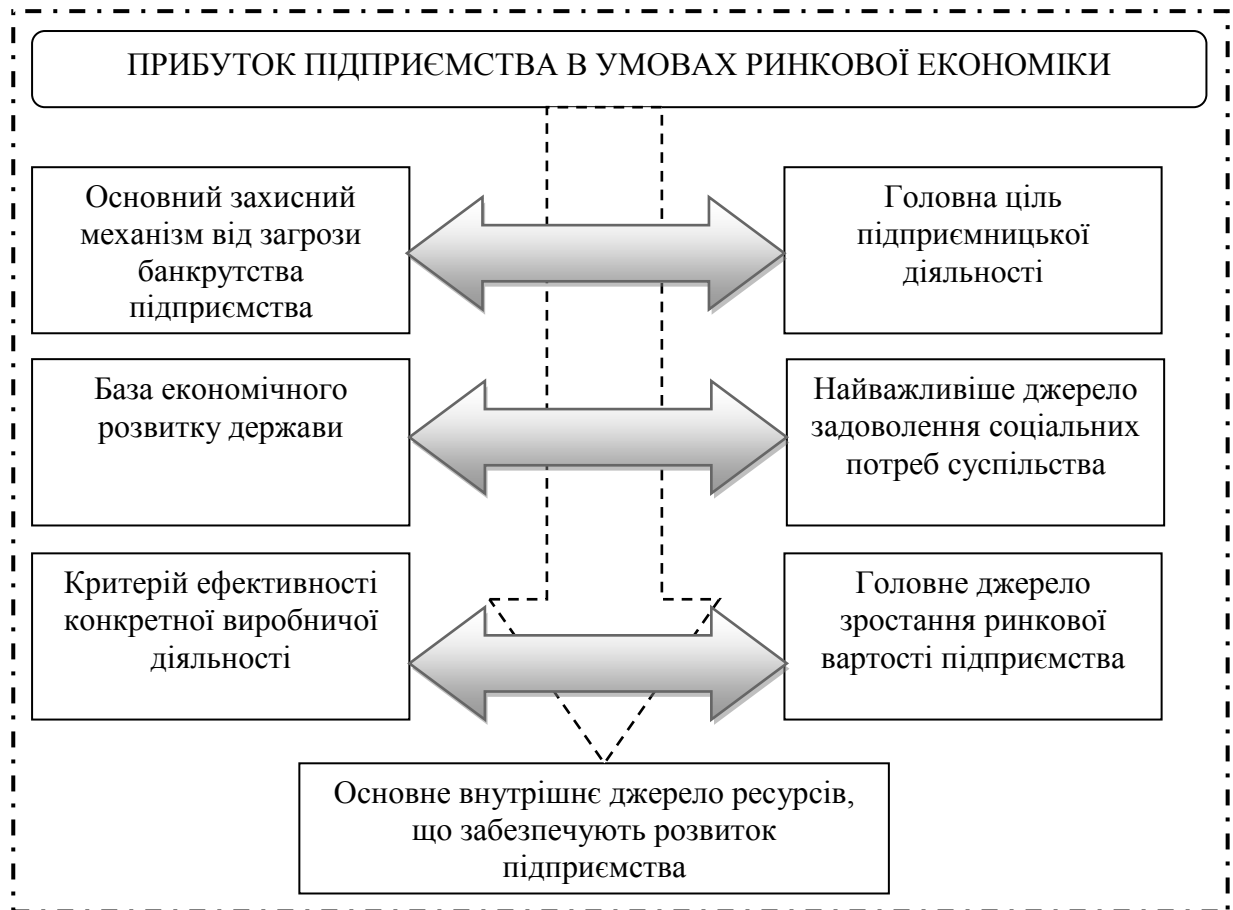 ПРИБУТОК ПІДПРИЄМСТВА В УМОВАХ РИНКОВОЇ ЕКОНОМІКИ
Основний захисний
механізм від загрози
банкрутства
підприємства
Головна ціль
підприємницької
діяльності
База економічного
розвитку держави
Найважливіше джерело
задоволення соціальних
потреб суспільства
Критерій ефективності
конкретної виробничої
діяльності
Головне джерело
зростання ринкової
вартості підприємства
Основне внутрішнє джерело ресурсів,
що забезпечують розвиток
підприємства